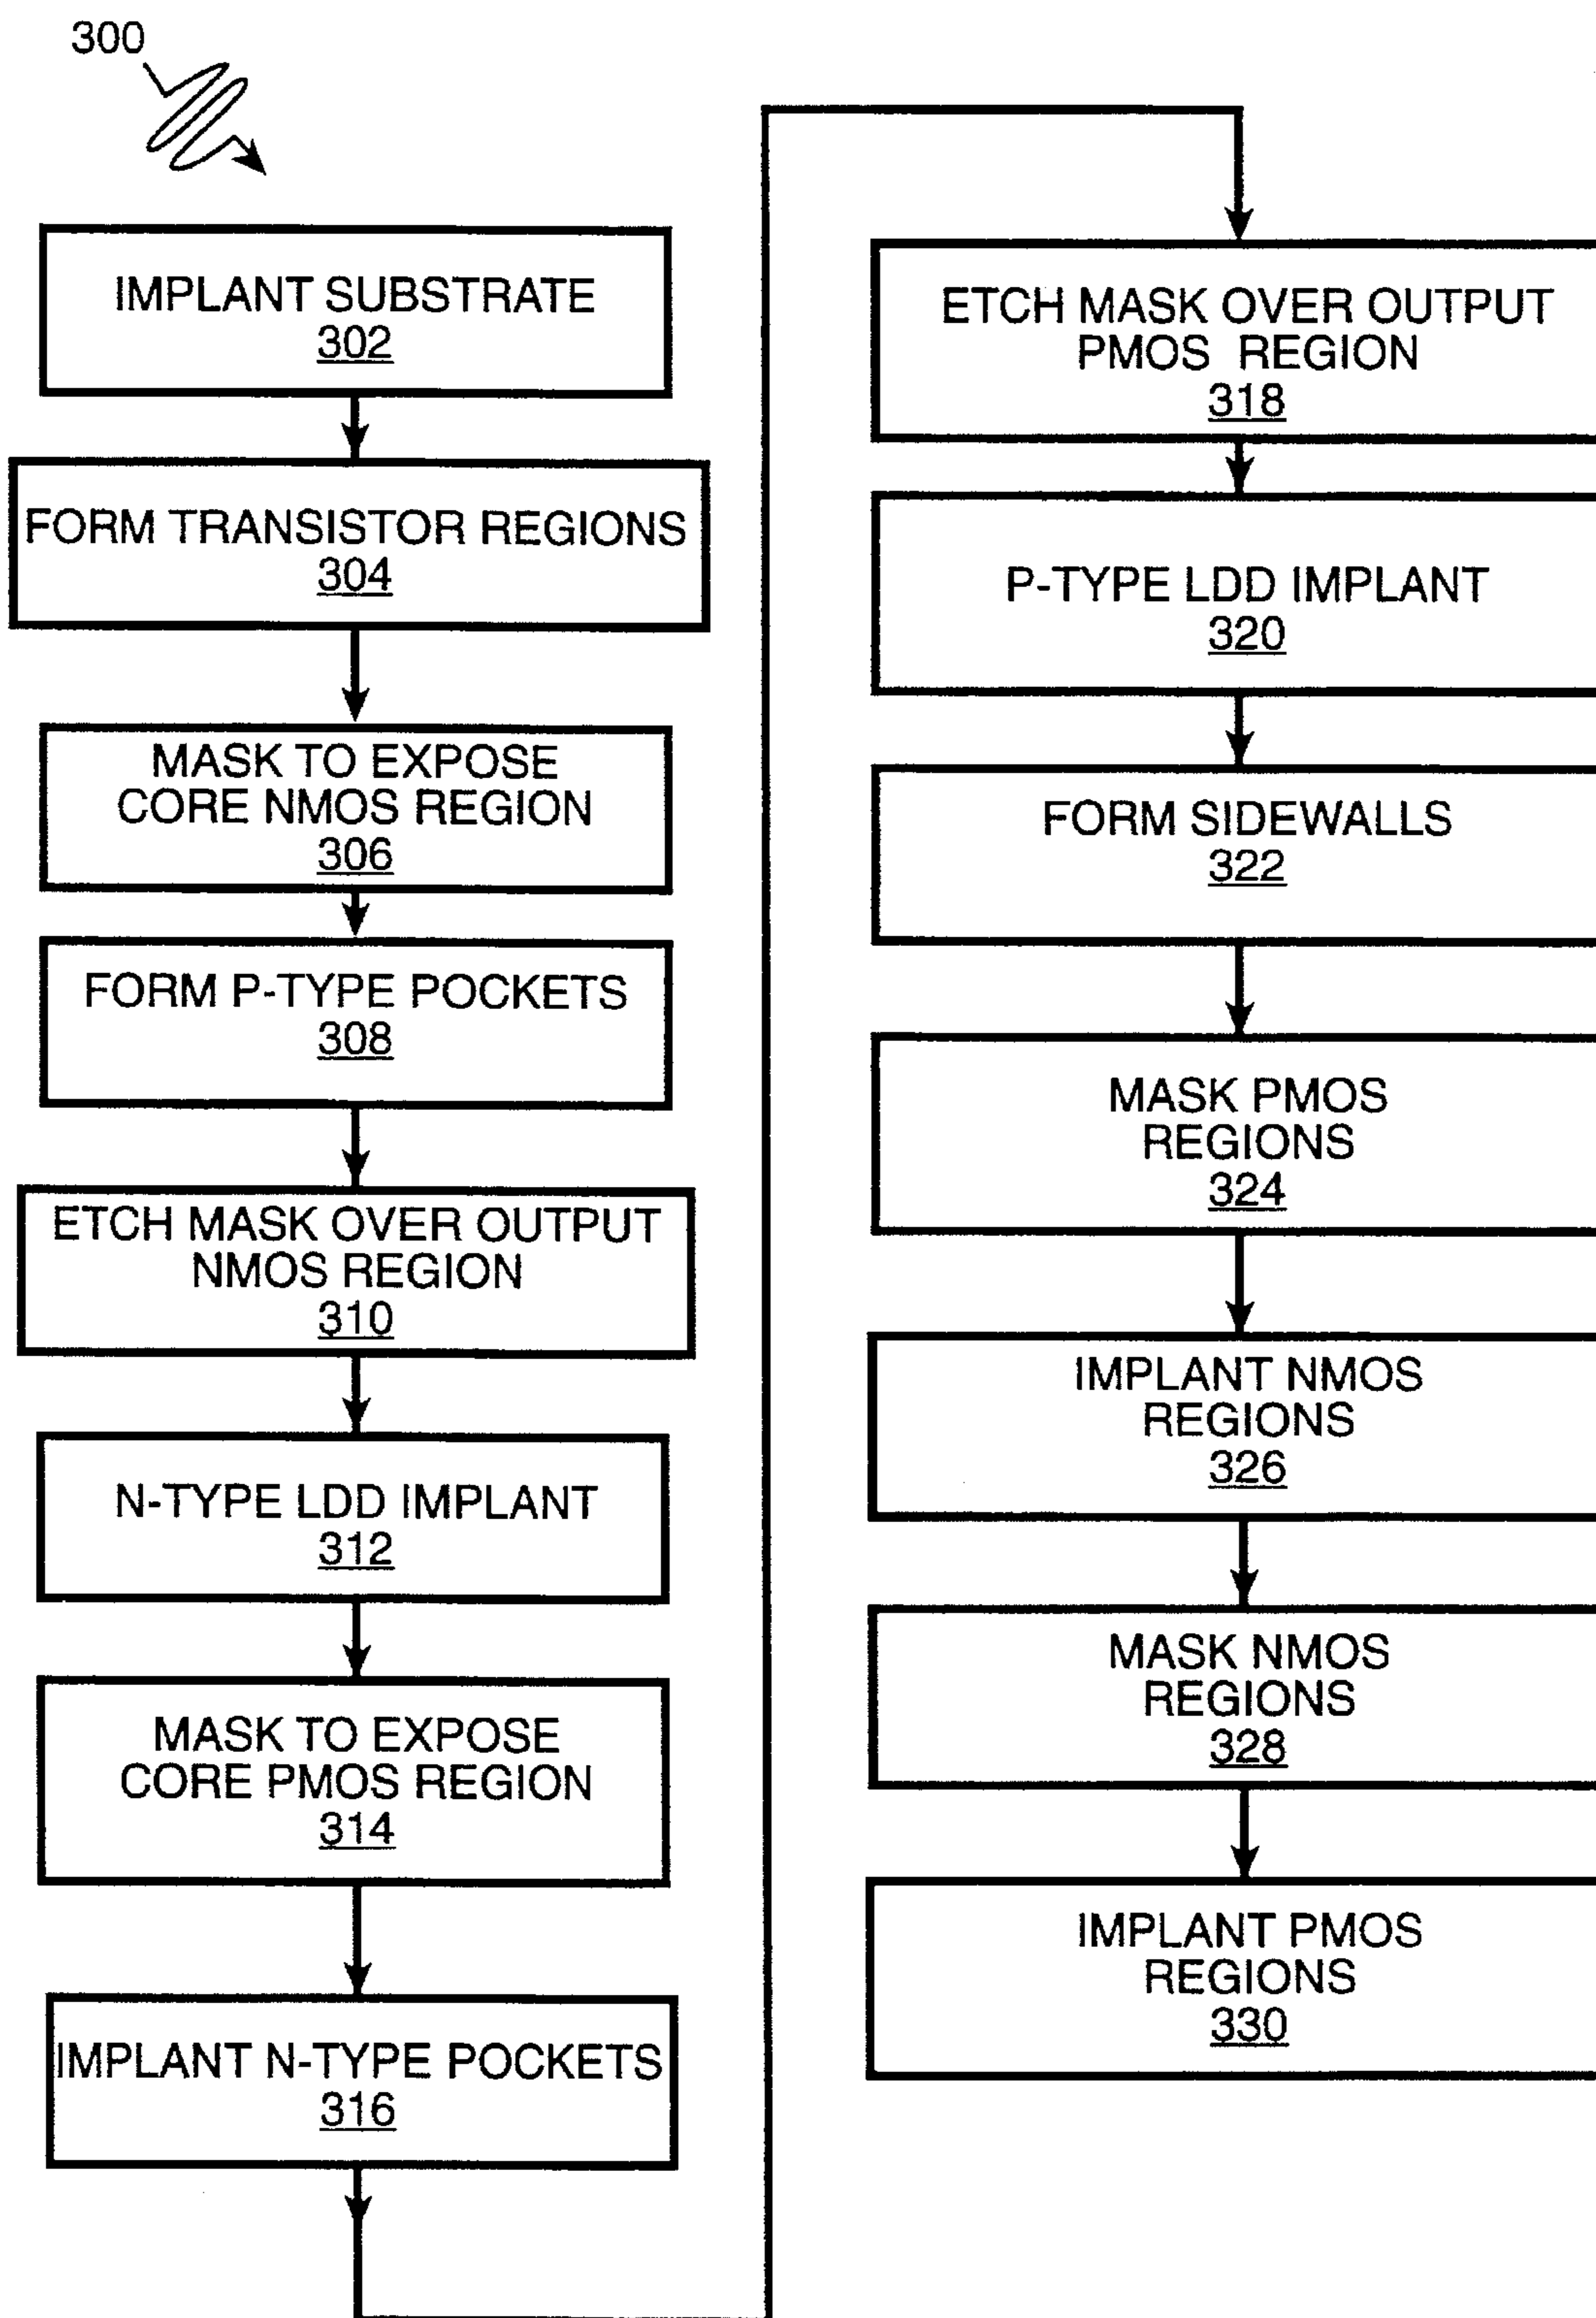 300
IMPLANT SUBSTRATE
302
FORM TRANSISTOR REGIONS
304
MASK TO EXPOSE
CORE NMOS REGION
306
FORM P-TYPE POCKETS
308
ETCH MASK OVER OUTPUT
NMOS REGION
310
N-TYPE LDD IMPLANT
312
MASK TO EXPOSE
CORE PMOS REGION
314
IMPLANT N-TYPE POCKETS
316
ETCH MASK OVER OUTPUT
PMOS REGION
318
P-TYPE LDD IMPLANT
320
FORM SIDEWALLS
322
MASK PMOS
REGIONS
324
IMPLANT NMOS
REGIONS
326
MASK NMOS
REGIONS
328
IMPLANT PMOS
REGIONS
330